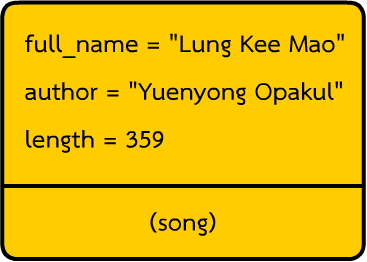 full_name = "Lung Kee Mao"
author = "Yuenyong Opakul"
length = 359
(song)